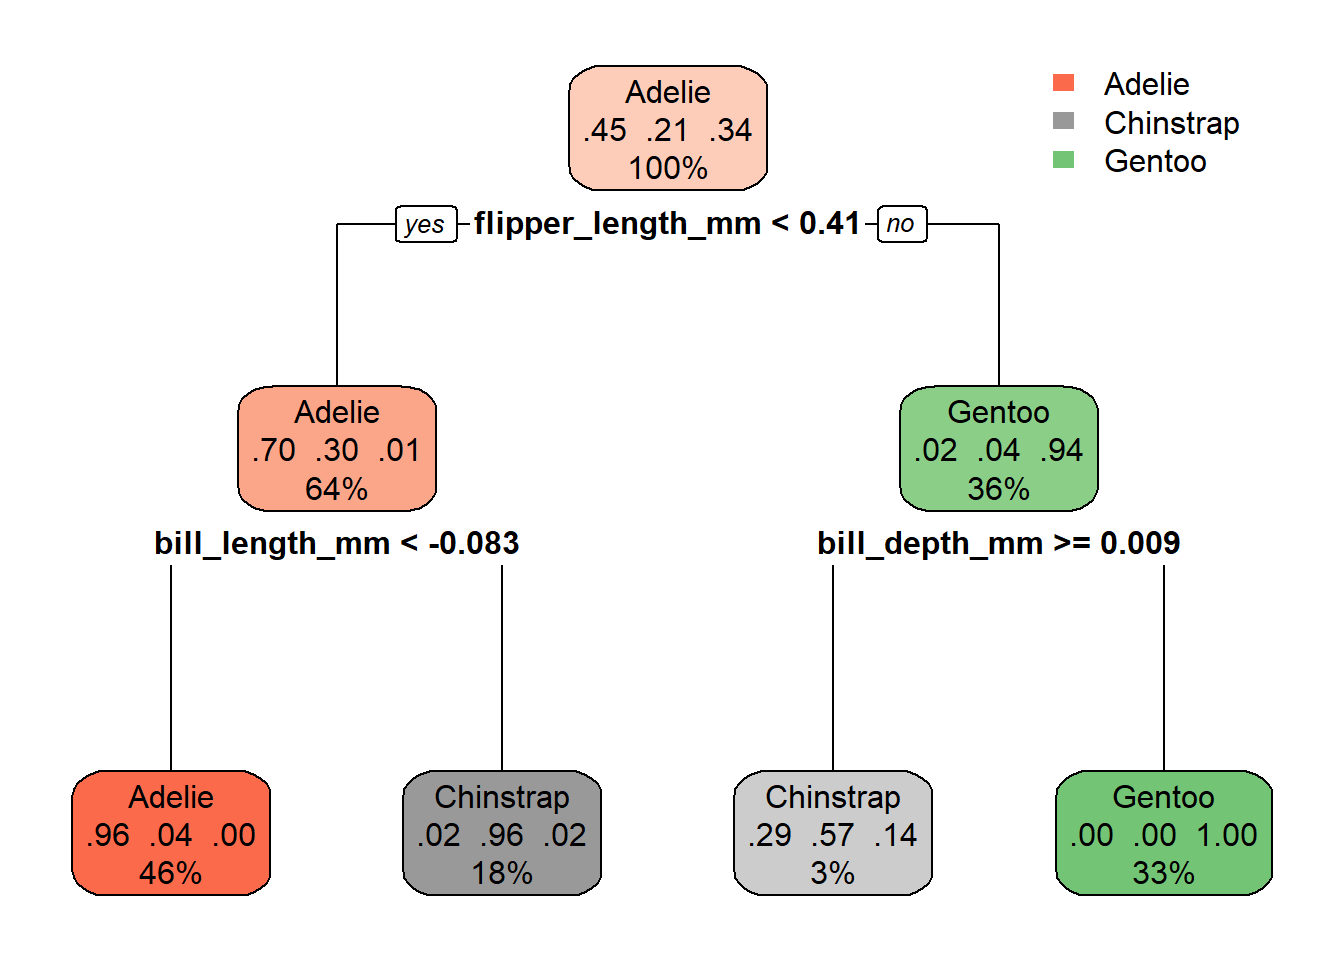 Adelie
.45 .21 .34
100%
Adelie
Chinstrap
Gentoo
yes flipper_length_mm < 0.41 no
Adelie
.70 .30 .01
64%
Gentoo
.02 .04 .94
36%
bill_length_mm < -0.083
bill_depth_mm >= 0.009
Adelie
.96 .04 .00
46%
Chinstrap
.02 .96 .02
18%
Chinstrap
.29 .57 .14
3%
Gentoo
.00 .00 1.00
33%